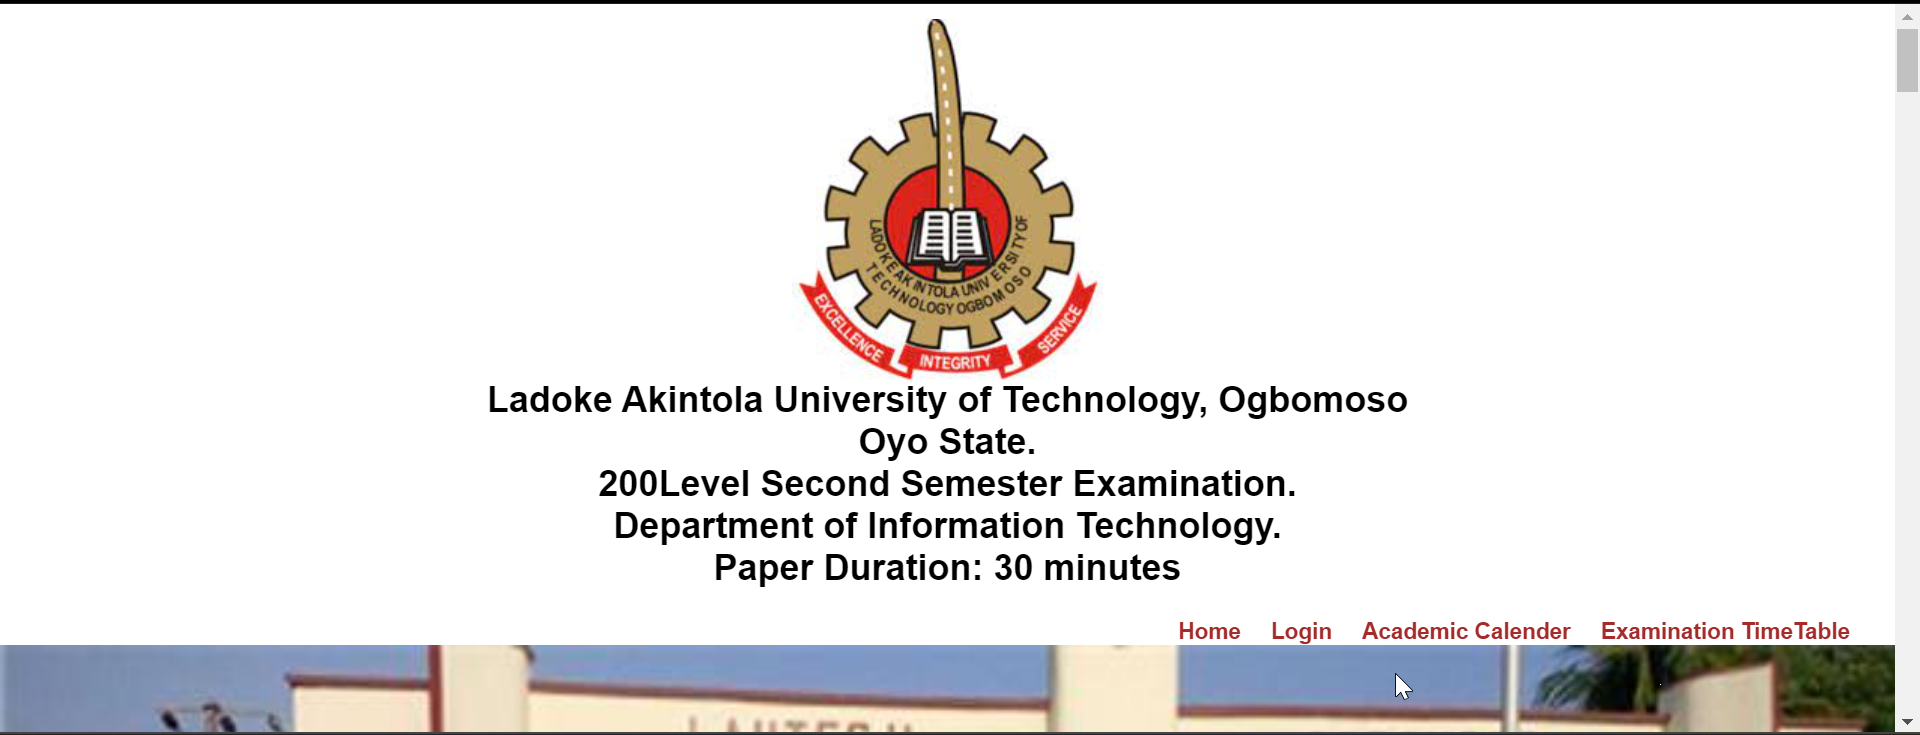 LADOKE AKINTOLA UNIVERSITY OF
TECHNOLOGY OGBOMOSO
EXCELLENCE
INTEGRITY
SERVICE
Ladoke Akintola University of Technology, Ogbomoso
Oyo State.
200Level Second Semester Examination.
Department of Information Technology.
Paper Duration: 30 minutes
Home Login Academic Calender Examination TimeTable